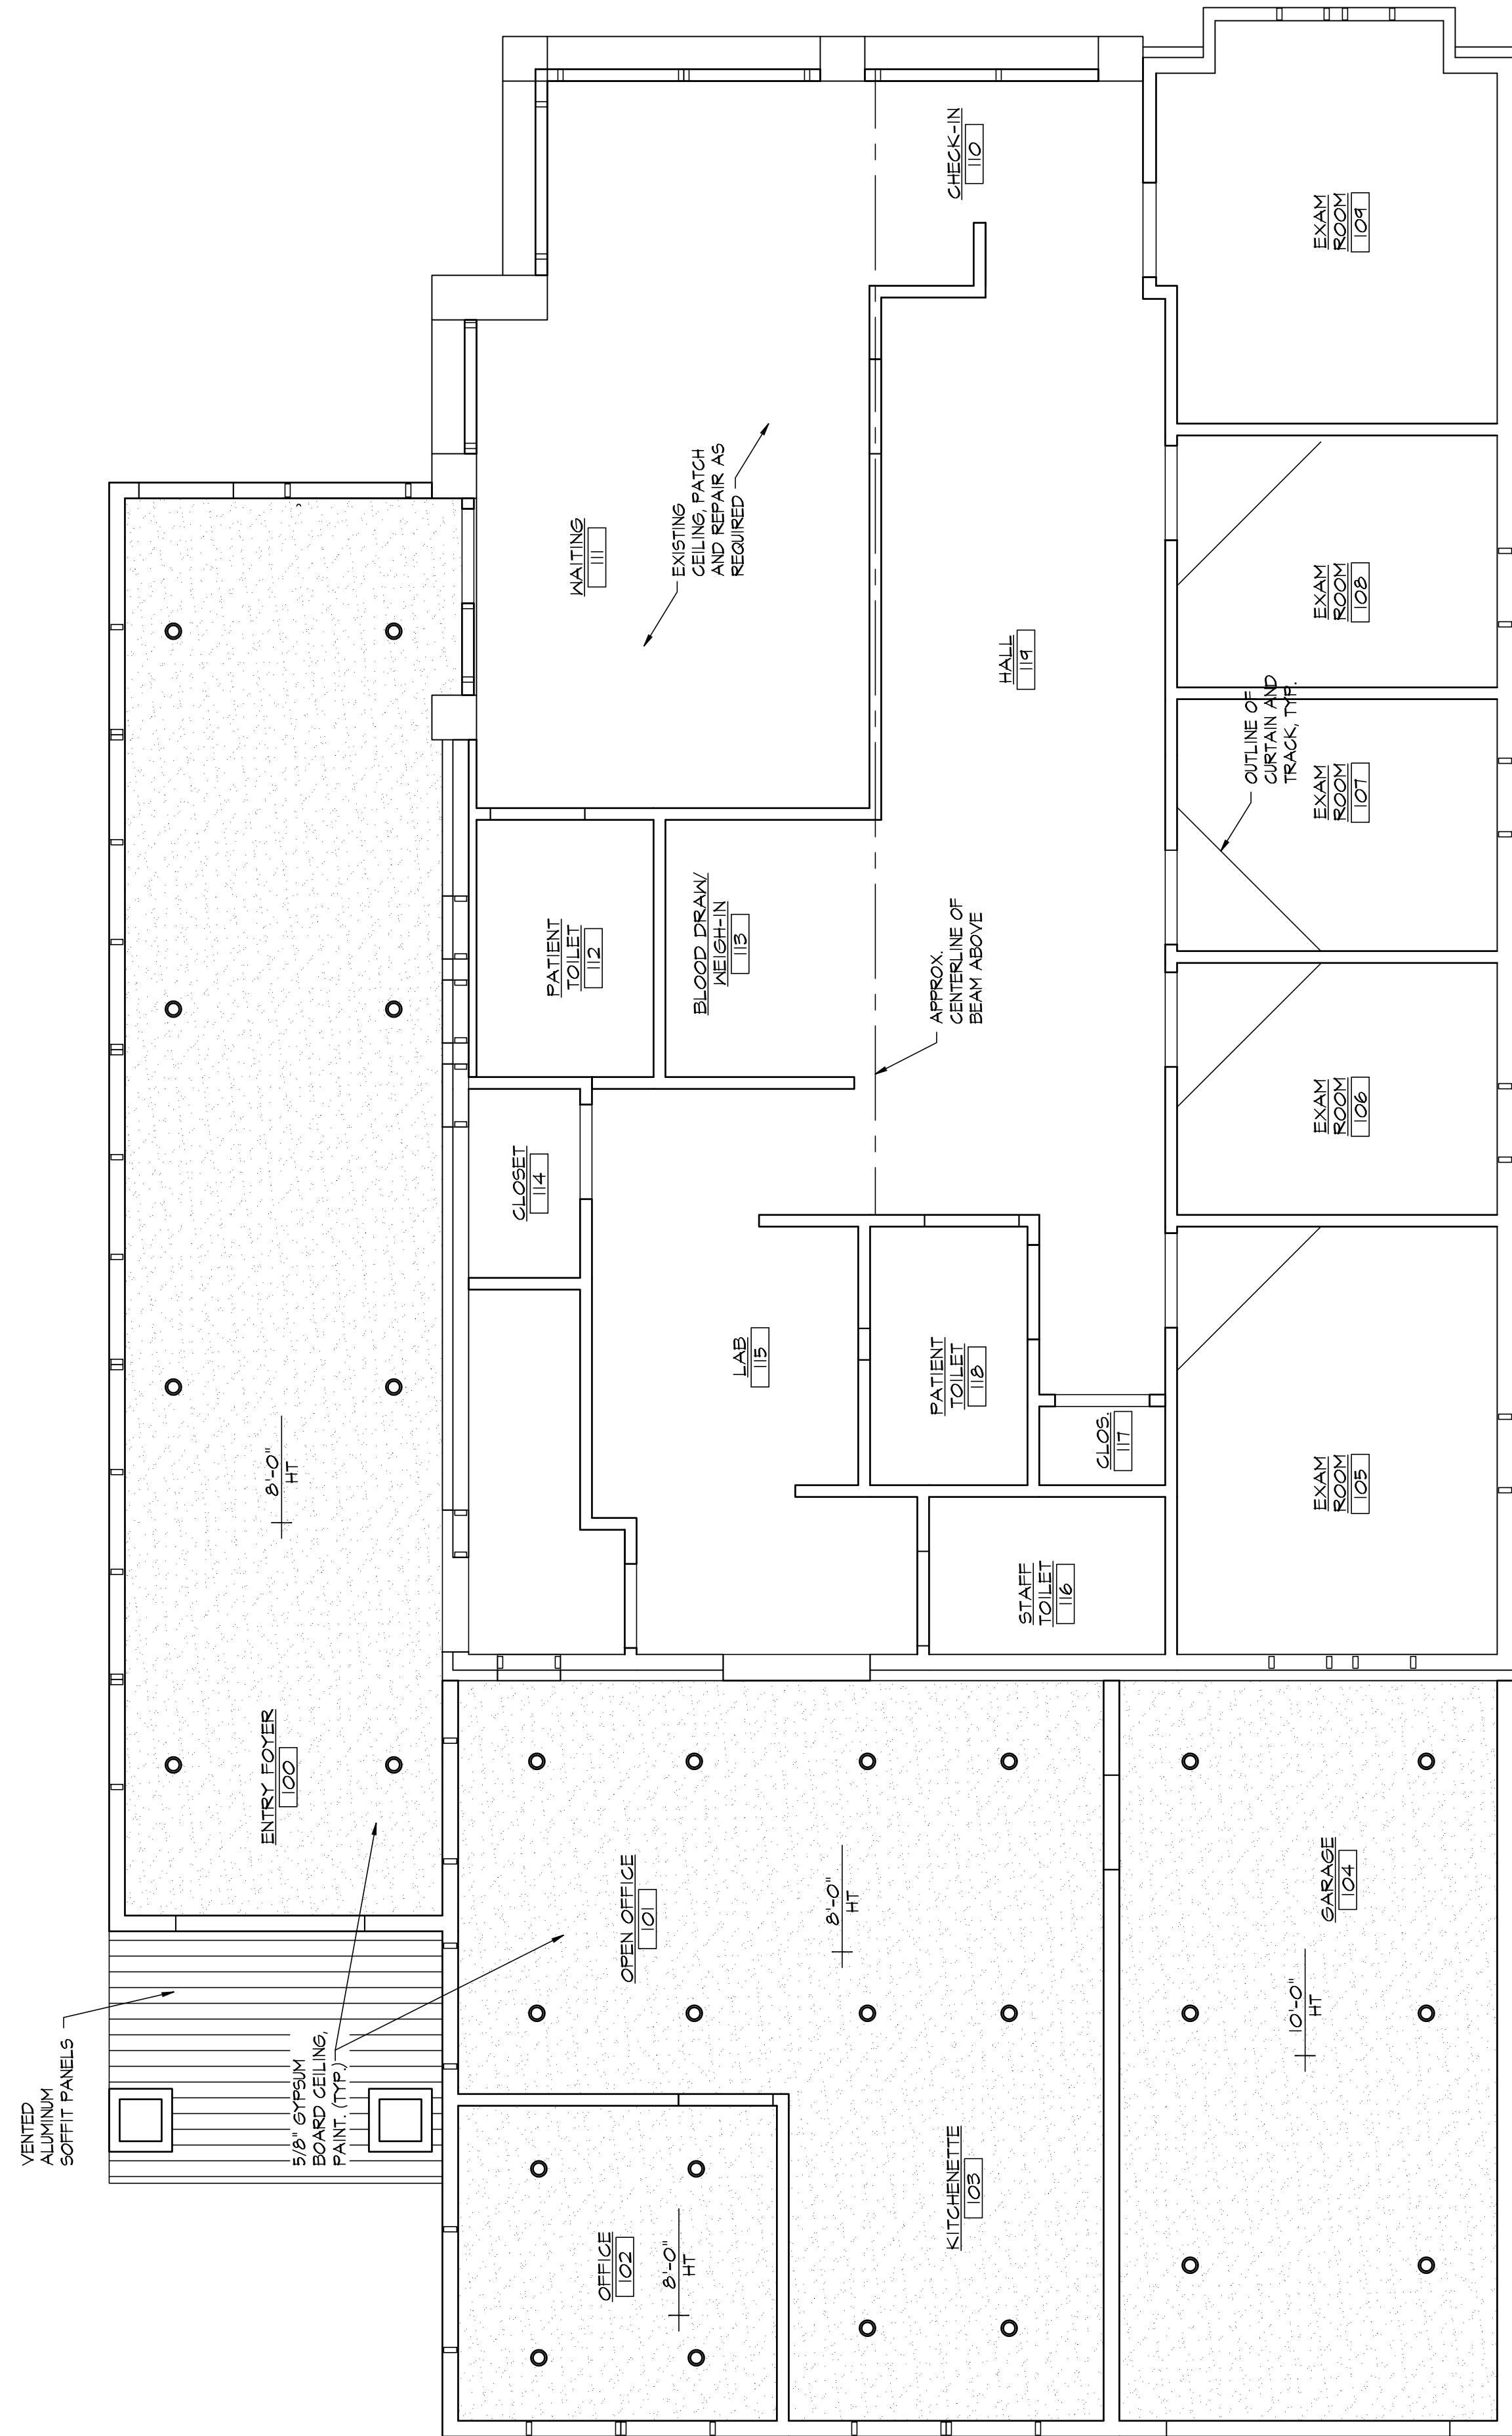 VENTED
ALUMINUM
SOFFIT PANELS
5/8" GYPSUM
BOARD CEILING,
PAINT. (TYP.)
ENTRY FOYER
100
8'-0"
HT
OFFICE
102
8'-0"
HT
OPEN OFFICE
101
8'-0"
HT
KITCHENETTE
103
GARAGE
104
10'-0"
HT
CLOSET
114
PATIENT
TOILET
112
BLOOD DRAW/
WEIGH-IN
113
WAITING
111
EXISTING
CEILING, PATCH
AND REPAIR AS
REQUIRED
CHECK-IN
110
LAB
115
PATIENT
TOILET
118
CLOS.
117
STAFF
TOILET
116
APPROX.
CENTERLINE OF
BEAM ABOVE
HALL
119
OUTLINE OF
CURTAIN AND
TRACK, TYP.
EXAM
ROOM
105
EXAM
ROOM
106
EXAM
ROOM
107
EXAM
ROOM
108
EXAM
ROOM
109